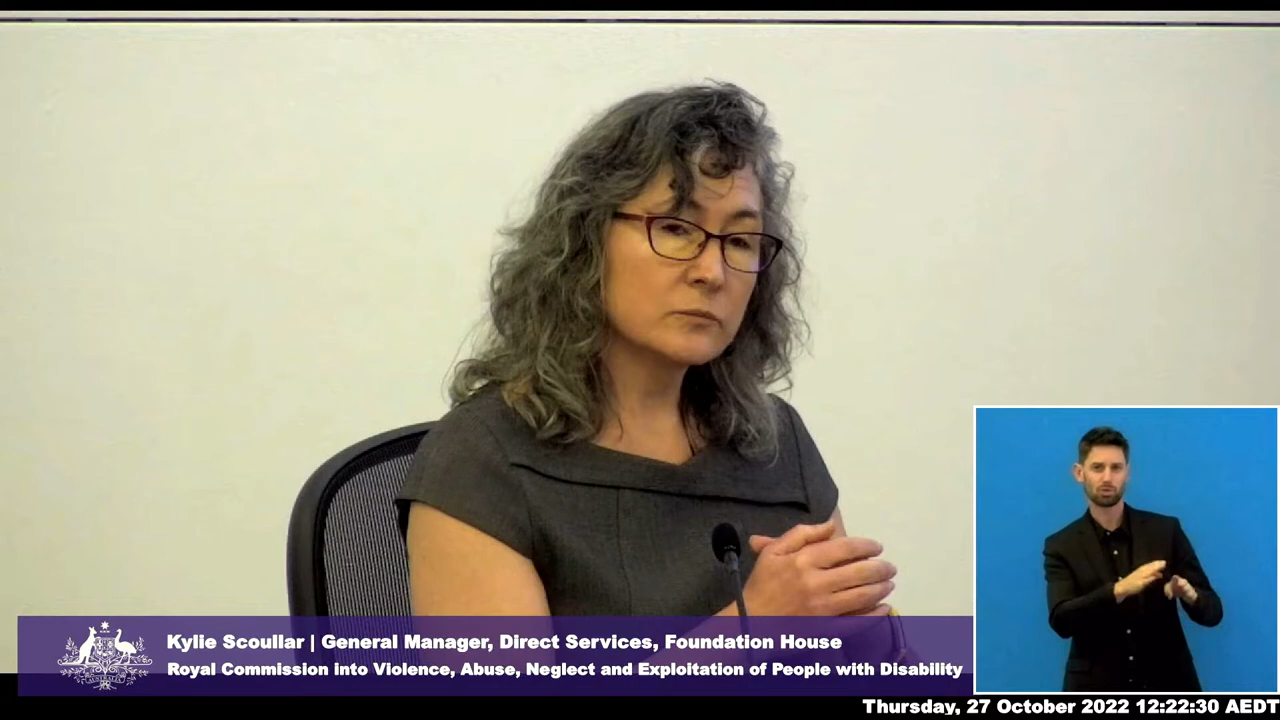 Kylie Scoullar | General Manager, Direct Services, Foundation House
Royal Commission into Violence, Abuse, Neglect and Exploitation of People with Disability
AUSTRALIA
Thursday, 27 October 2022 12:22:30 AEDT